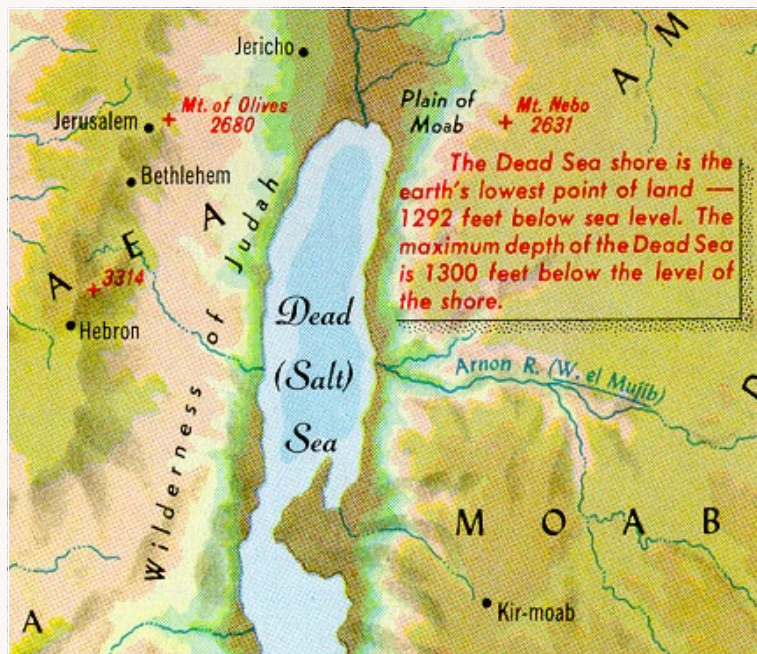 Jericho
A M
Mt. of Olives
2680
Jerusalem
Plain of
Moab
Mt. Nebo
2631
Bethlehem
The Dead Sea shore is the
earth's lowest point of land —
1292 feet below sea level. The
maximum depth of the Dead Sea
is 1300 feet below the level of
the shore.
A E A
3314
Hebron
Wilderness of Judah
Dead
(Salt)
Sea
Arnon R. (W. el Mujib)
D
M O A B
Kir-moab
A